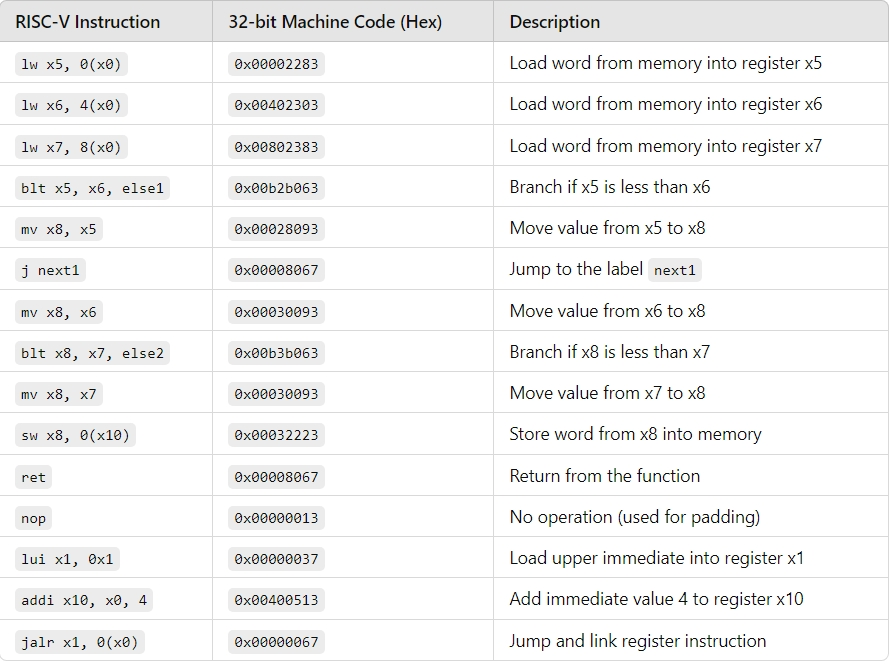 RISC-V Instruction 32-bit Machine Code (Hex) Description
lw x5, 0(x0) 0x00002283 Load word from memory into register x5
lw x6, 4(x0) 0x00402303 Load word from memory into register x6
lw x7, 8(x0) 0x00802383 Load word from memory into register x7
blt x5, x6, else1 0x00b2b063 Branch if x5 is less than x6
mv x8, x5 0x00028093 Move value from x5 to x8
j next1 0x00008067 Jump to the label next1
mv x8, x6 0x00030093 Move value from x6 to x8
blt x8, x7, else2 0x00b3b063 Branch if x8 is less than x7
mv x8, x7 0x00030093 Move value from x7 to x8
sw x8, 0(x10) 0x00032223 Store word from x8 into memory
ret 0x00008067 Return from the function
nop 0x00000013 No operation (used for padding)
lui x1, 0x1 0x00000037 Load upper immediate into register x1
addi x10, x0, 4 0x00400513 Add immediate value 4 to register x10
jalr x1, 0(x0) 0x00000067 Jump and link register instruction